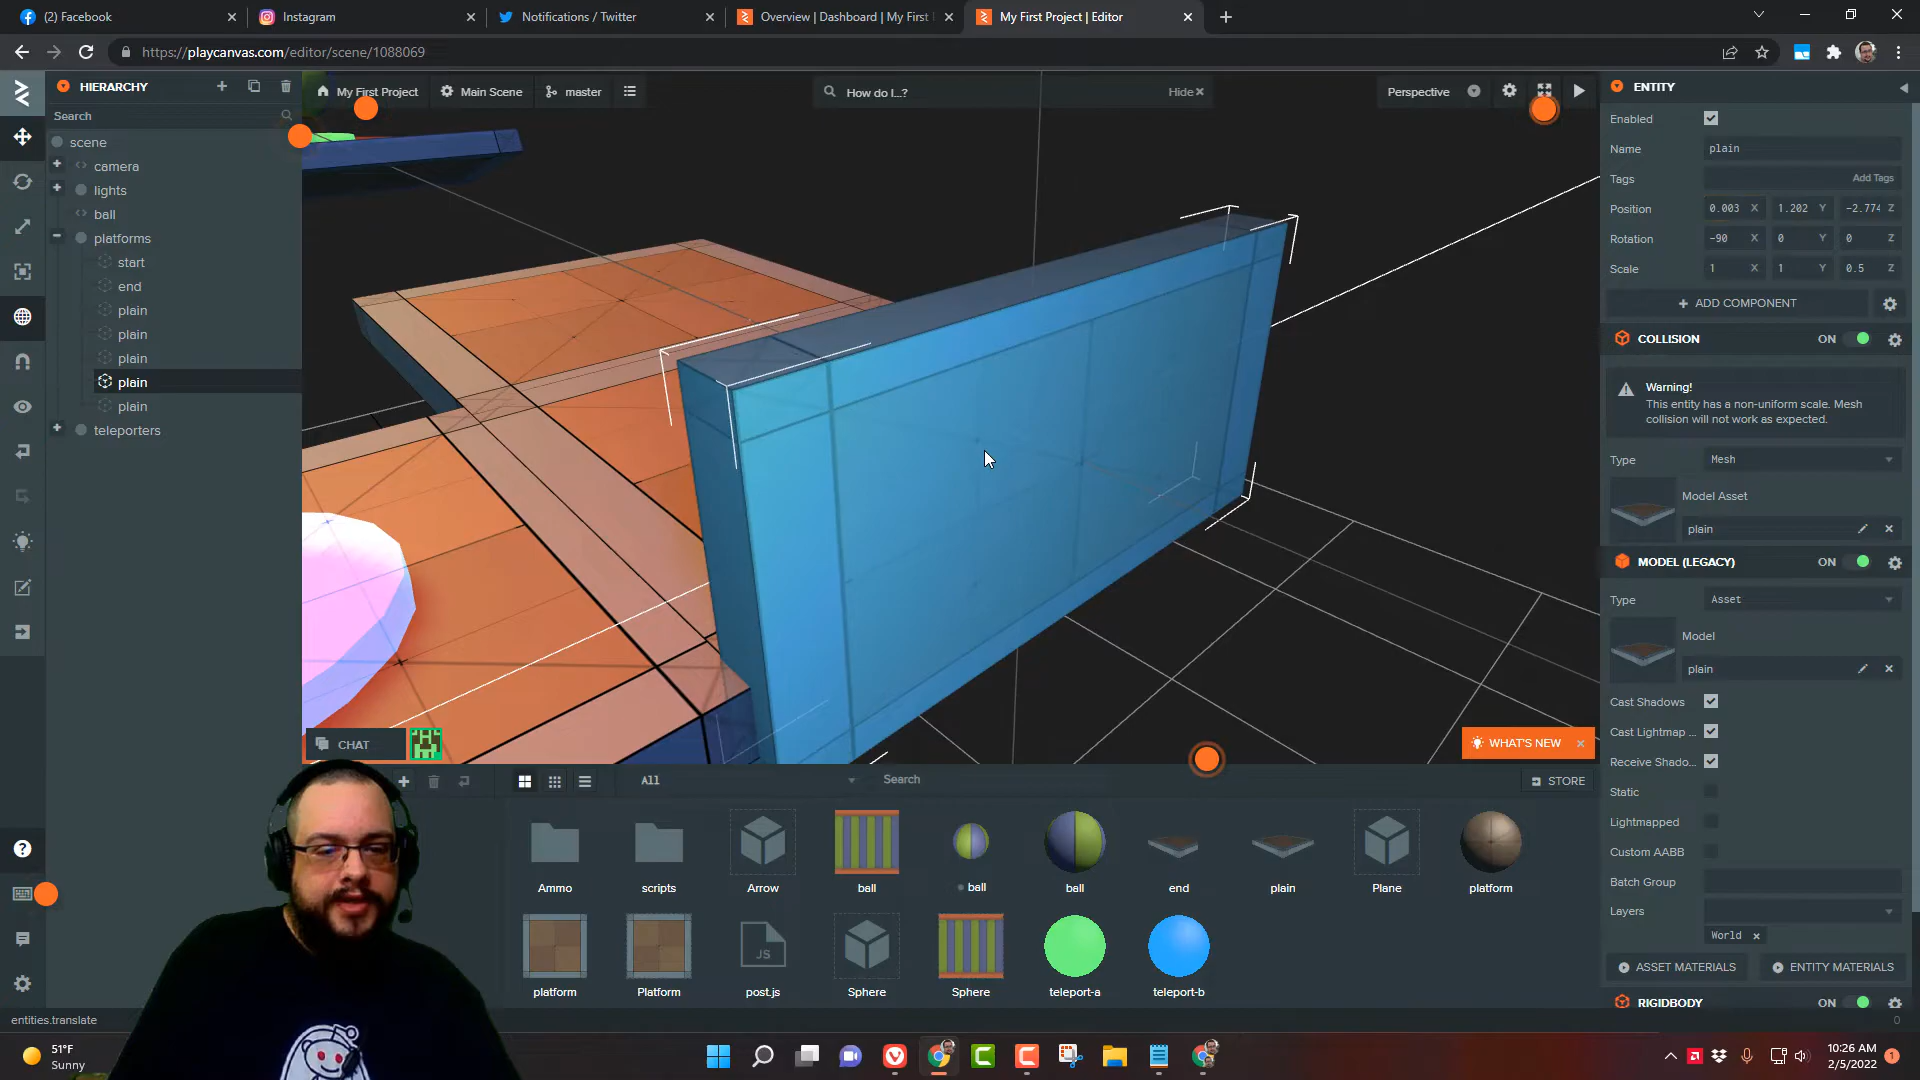 (2) Facebook
Instagram
Notifications / Twitter
Overview | Dashboard | My First
My First Project | Editor
https://playcanvas.com/editor/scene/1088069
HIERARCHY
My First Project
Main Scene
master
How do I...?
Hide
Perspective
ENTITY
Search
scene
camera
lights
ball
platforms
start
end
plain
plain
plain
plain
plain
teleporters
Enabled
Name
plain
Tags
Add Tags
Position
0.003 X 1.202 Y -2.774 Z
Rotation
-90 X 0 Y 0 Z
Scale
1 X 1 Y 0.5 Z
ADD COMPONENT
COLLISION
ON
Warning!
This entity has a non-uniform scale. Mesh
collision will not work as expected.
Type
Mesh
Model Asset
plain
MODEL (LEGACY)
ON
Type
Asset
Model
plain
Cast Shadows
Cast Lightmap ...
Receive Shado...
Static
Lightmapped
Custom AABB
Batch Group
Layers
World
ASSET MATERIALS
ENTITY MATERIALS
RIGIDBODY
ON
0
CHAT
WHAT'S NEW
All
Search
STORE
Ammo
scripts
Arrow
ball
ball
ball
end
plain
Plane
platform
platform
Platform
JS
post.js
Sphere
Sphere
teleport-a
teleport-b
entities.translate
51°F
Sunny
10:26 AM
2/5/2022
1